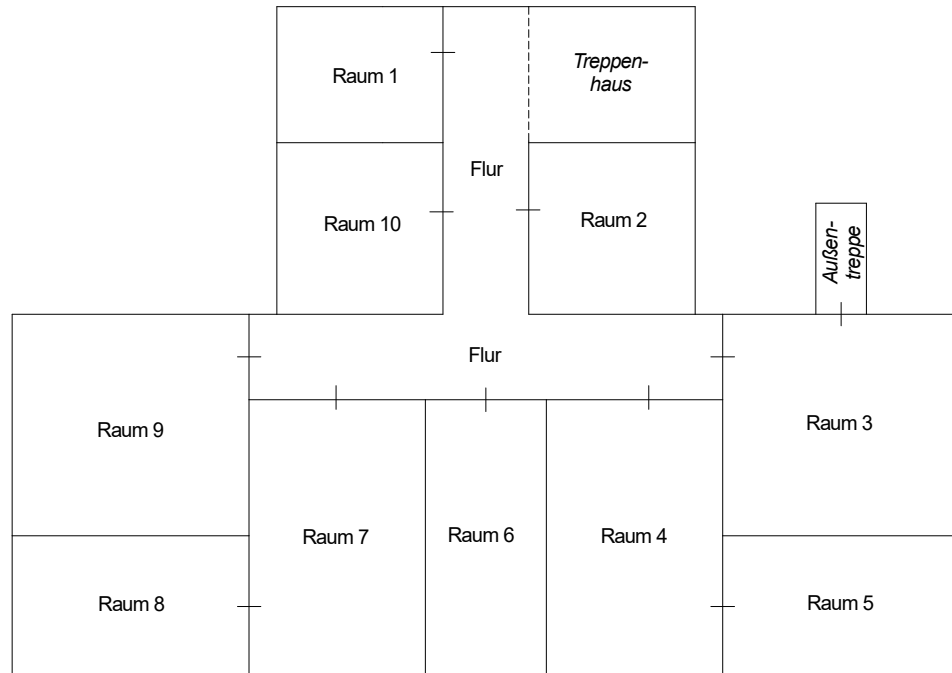 Raum 1
Treppen-
haus
Flur
Raum 10
Raum 2
Außen-
treppe
Flur
Raum 9
Raum 3
Raum 7
Raum 6
Raum 4
Raum 8
Raum 5